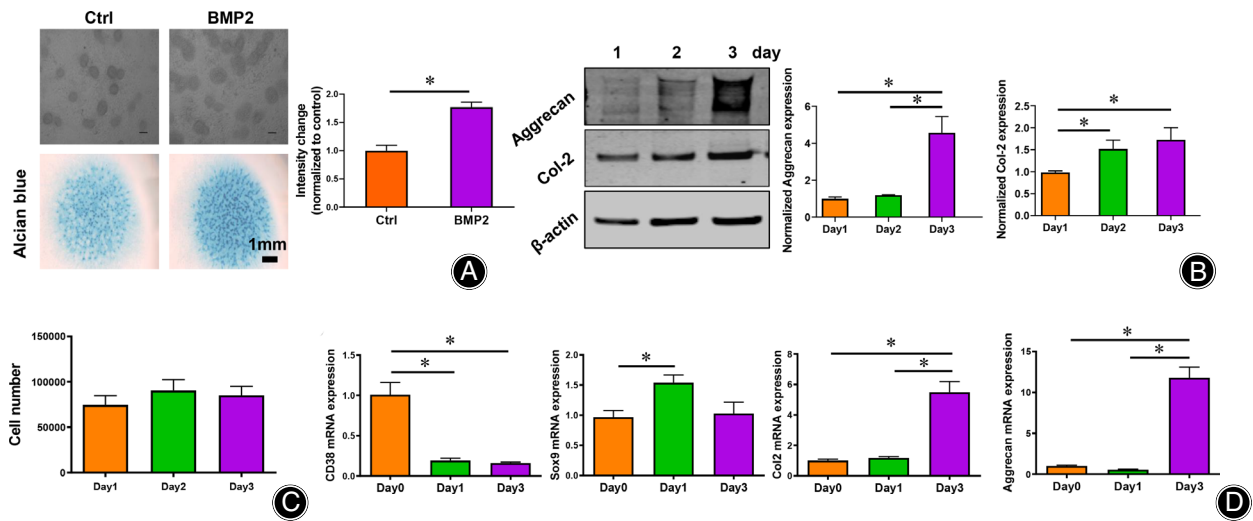 Ctrl BMP2
Alcian blue
1mm
Intensity change
(normalized to control)
2.0
1.5
1.0
0.5
0.0
*
Ctrl BMP2
A
1 2 3 day
Aggrecan
Col-2
β-actin
Normalized Aggrecan expression
6
4
2
0
*
*
Day1 Day2 Day3
Normalized Col-2 expression
2.5
2.0
1.5
1.0
0.5
0.0
*
*
Day1 Day2 Day3
B
Cell number
150000
100000
50000
0
Day1 Day2 Day3
C
CD38 mRNA expression
1.5
1.0
0.5
0.0
*
*
Day0 Day1 Day3
Sox9 mRNA expression
2.0
1.5
1.0
0.5
0.0
*
Day0 Day1 Day3
Col2 mRNA expression
8
6
4
2
0
*
*
Day0 Day1 Day3
Aggrecan mRNA expression
15
10
5
0
*
*
Day0 Day1 Day3
D